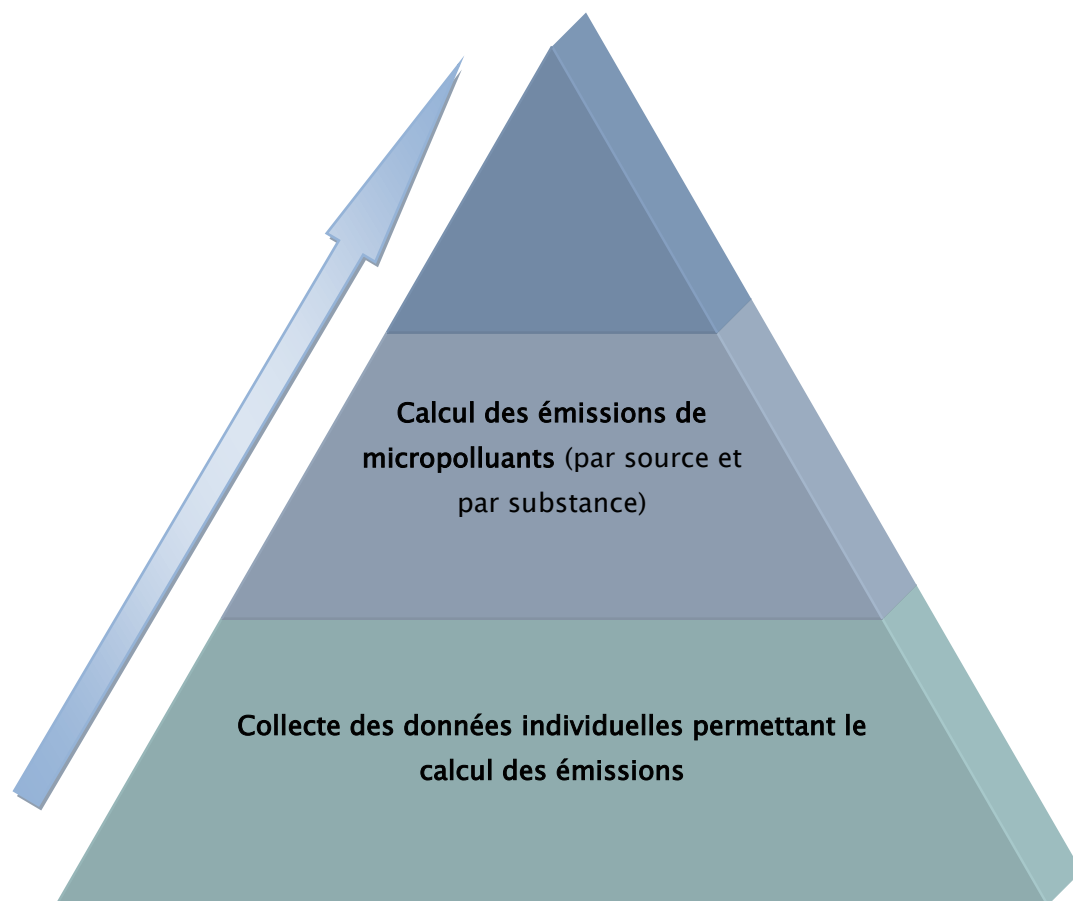 Calcul des émissions de
micropolluants (par source et
par substance)
Collecte des données individuelles permettant le
calcul des émissions